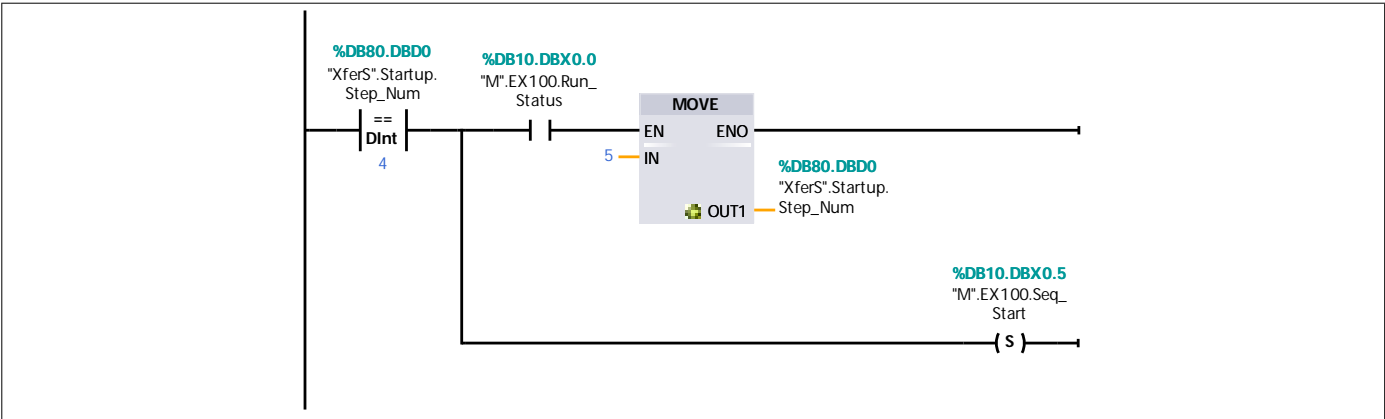 %DB80.DBD0
"XferS".Startup.
Step_Num
==
DInt
4
%DB10.DBX0.0
"M".EX100.Run_
Status
MOVE
EN ENO
5 IN
OUT1
%DB80.DBD0
"XferS".Startup.
Step_Num
%DB10.DBX0.5
"M".EX100.Seq_
Start
S